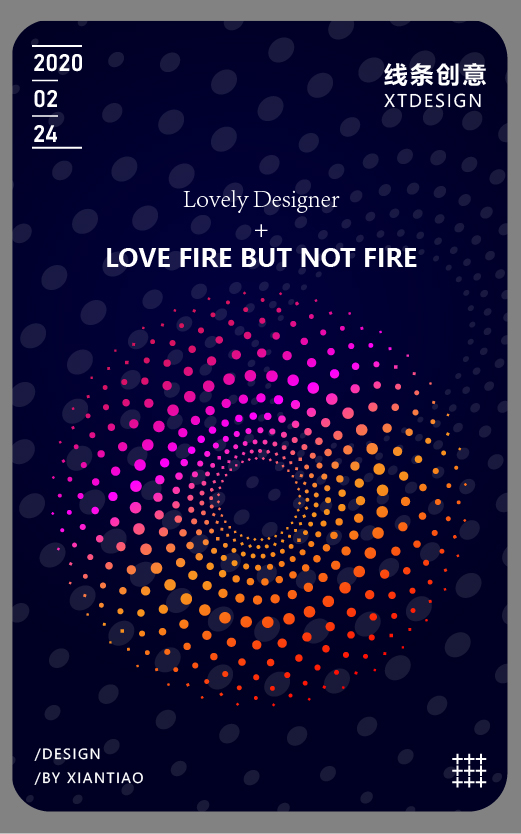 2020
02
24
线条创意
XTDESIGN
Lovely Designer
+
LOVE FIRE BUT NOT FIRE
/DESIGN
/BY XIANTIAO